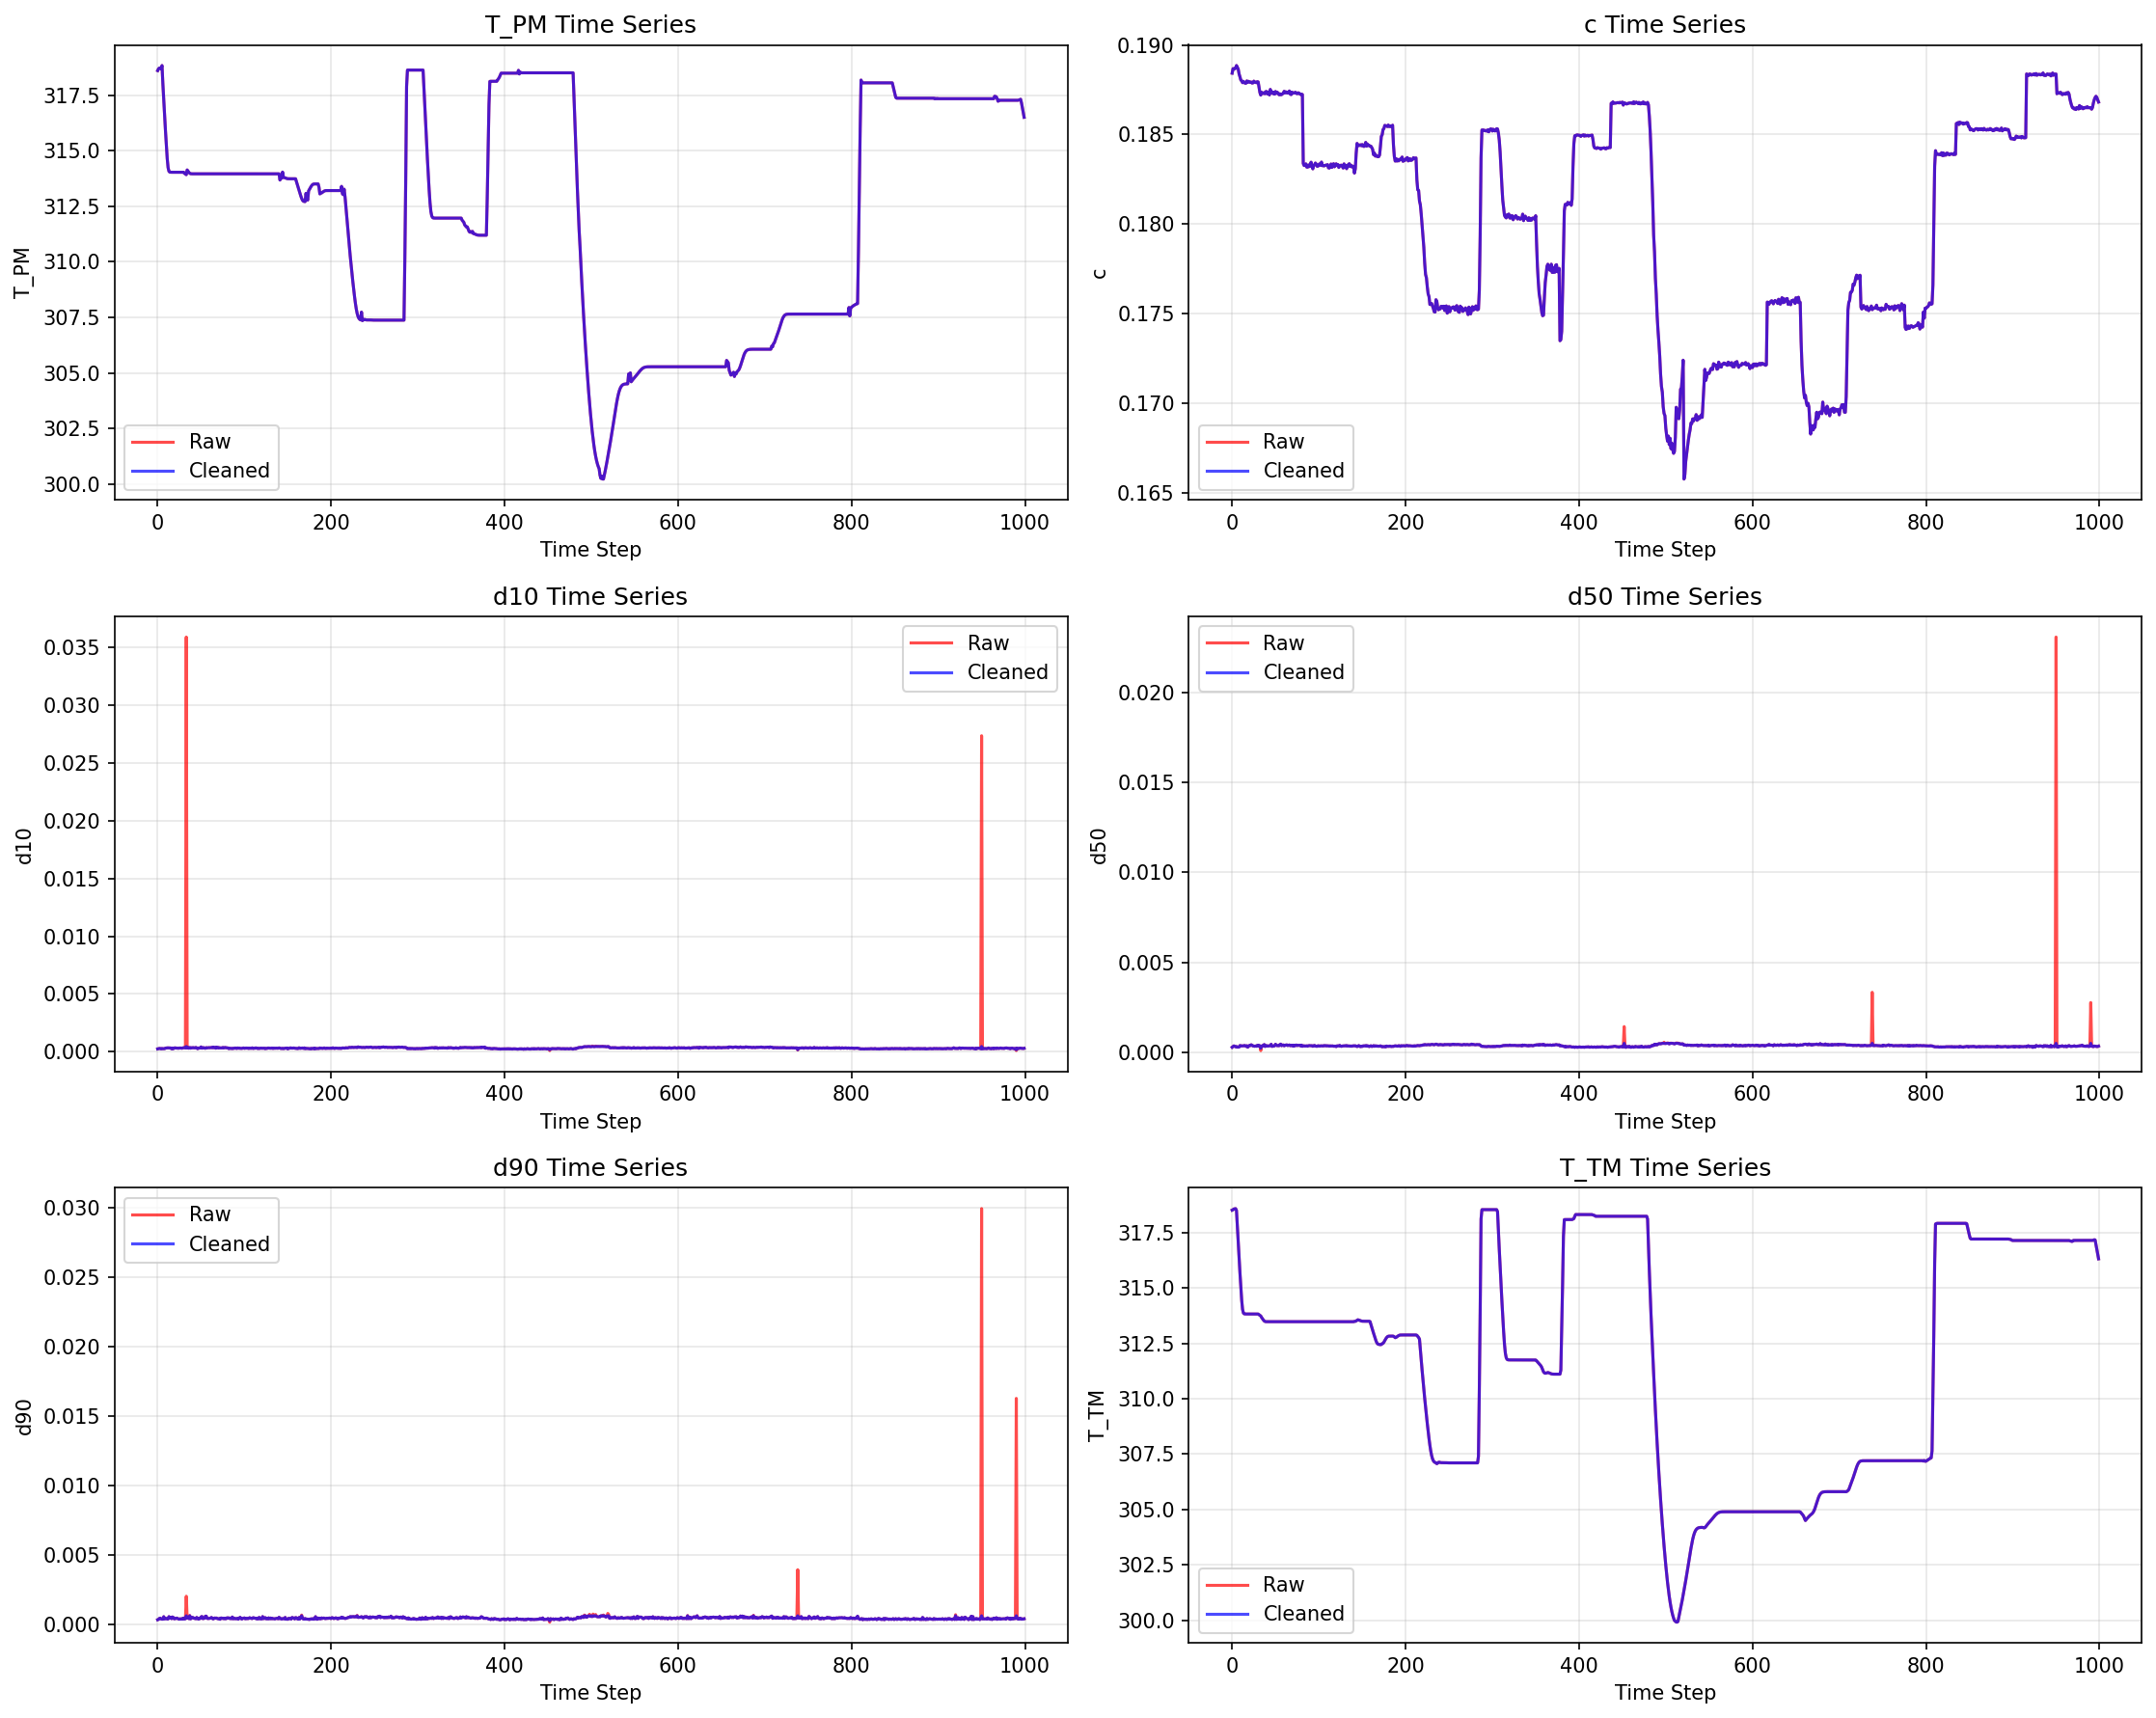 T_PM Time Series
T_PM
317.5
315.0
312.5
310.0
307.5
305.0
302.5
300.0
Raw
Cleaned
0 200 400 600 800 1000
Time Step
c Time Series
c
0.190
0.185
0.180
0.175
0.170
0.165
Raw
Cleaned
0 200 400 600 800 1000
Time Step
d10 Time Series
d10
0.035
0.030
0.025
0.020
0.015
0.010
0.005
0.000
Raw
Cleaned
0 200 400 600 800 1000
Time Step
d50 Time Series
d50
0.020
0.015
0.010
0.005
0.000
Raw
Cleaned
0 200 400 600 800 1000
Time Step
d90 Time Series
d90
0.030
0.025
0.020
0.015
0.010
0.005
0.000
Raw
Cleaned
0 200 400 600 800 1000
Time Step
T_TM Time Series
T_TM
317.5
315.0
312.5
310.0
307.5
305.0
302.5
300.0
Raw
Cleaned
0 200 400 600 800 1000
Time Step